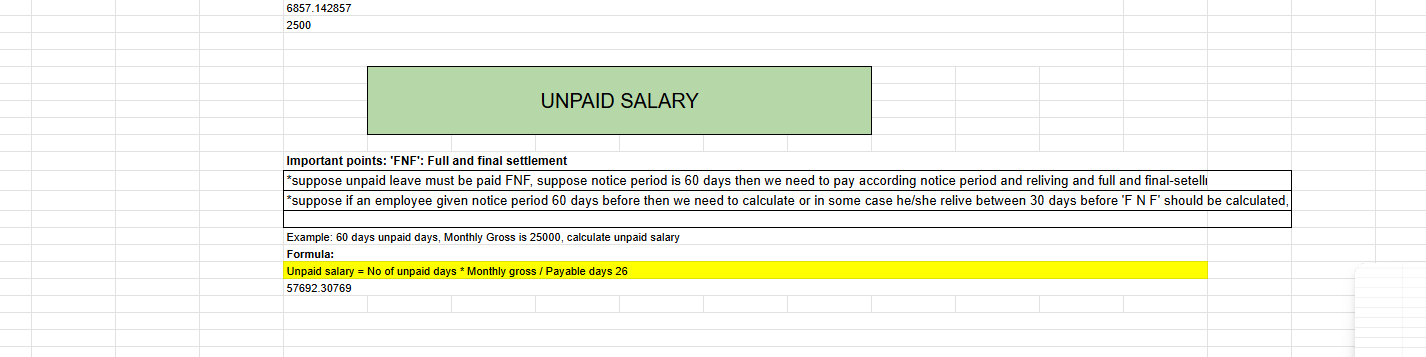 6857.142857
2500
UNPAID SALARY
Important points: 'FNF': Full and final settlement
*suppose unpaid leave must be paid FNF, suppose notice period is 60 days then we need to pay according notice period and reliving and full and
*suppose if an employee given notice period 60 days before then we need to calculate or in some case he/she relive between 30 days before 'F N F' should be calculated,
Example: 60 days unpaid days, Monthly Gross is 25000, calculate unpaid salary
Formula:
Unpaid salary = No of unpaid days * Monthly gross / Payable days 26
57692.30769